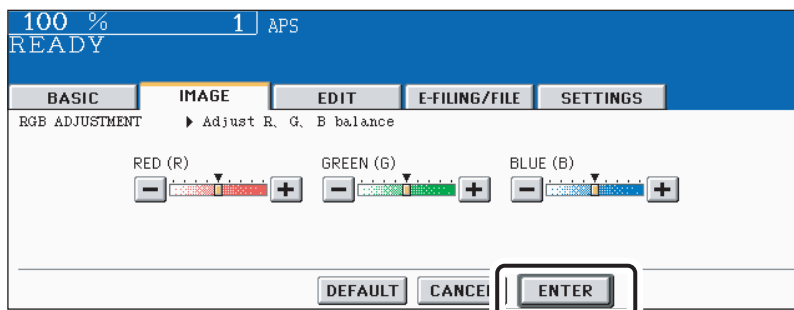 100 % 1 APS
READY
BASIC IMAGE EDIT E-FILING/FILE SETTINGS
RGB ADJUSTMENT ▶ Adjust R, G, B balance
RED (R) GREEN (G) BLUE (B)
− + − + − +
DEFAULT CANCEL ENTER